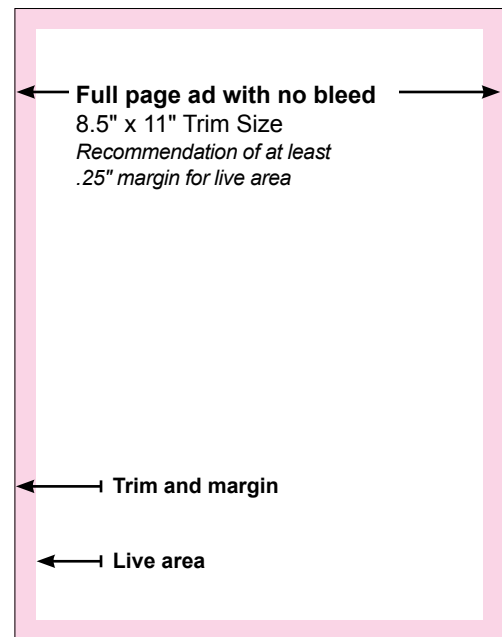 Full page ad with no bleed
8.5" x 11" Trim Size
Recommendation of at least
.25" margin for live area
Trim and margin
Live area